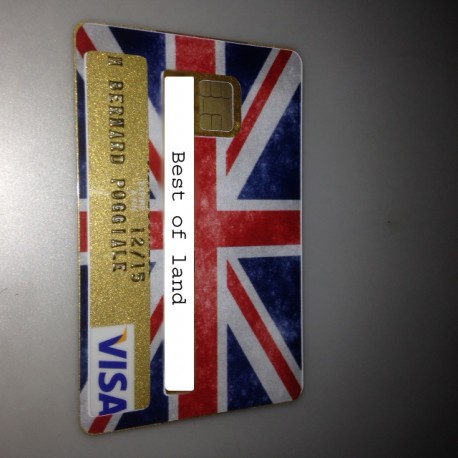 Best of land
12/15
M BERNARD POGGIALE
VISA